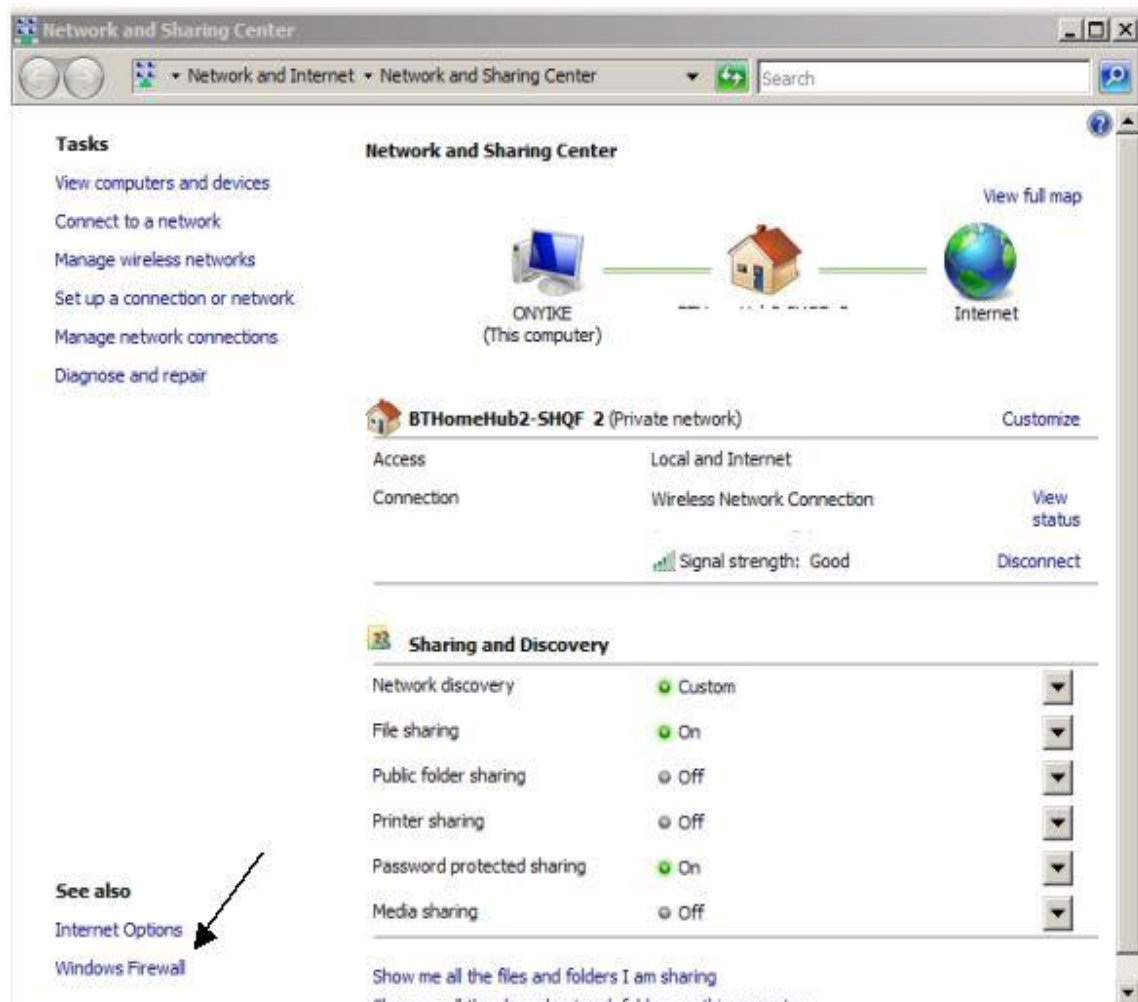 Network and Sharing Center
Network and Internet Network and Sharing Center Search
Tasks
View computers and devices
Connect to a network
Manage wireless networks
Set up a connection or network
Manage network connections
Diagnose and repair
See also
Internet Options
Windows Firewall
Network and Sharing Center
View full map
ONYIKE
(This computer)
Internet
BTHomeHub2-SHQF 2 (Private network) Customize
Access Local and Internet
Connection Wireless Network Connection View
status
Signal strength: Good Disconnect
Sharing and Discovery
Network discovery Custom
File sharing On
Public folder sharing Off
Printer sharing Off
Password protected sharing On
Media sharing Off
Show me all the files and folders I am sharing